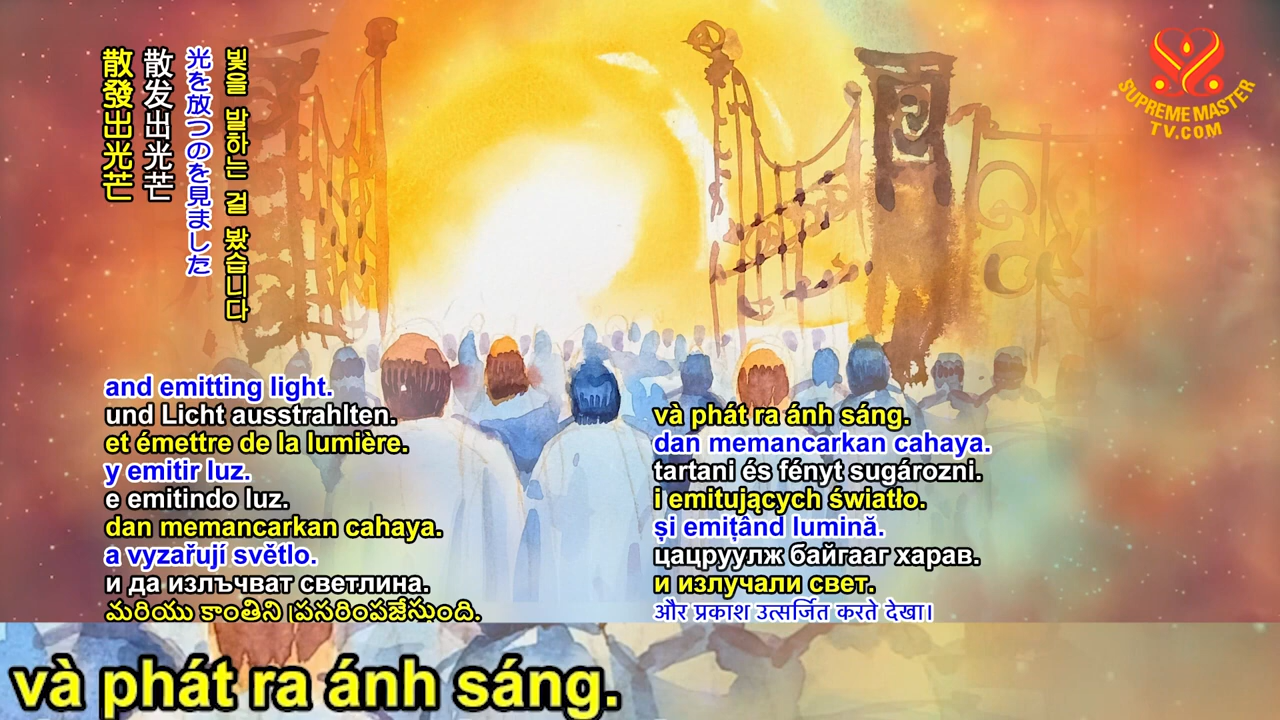 散發出光芒
散发出光芒
光を放つのを見ました
빛을 발하는 걸 봤습니다
SUPREME MASTER
TV.COM
and emitting light.
und Licht ausstrahlten.
et émettre de la lumière.
y emitir luz.
e emitindo luz.
dan memancarkan cahaya.
a vyzařují světlo.
и да излъчват светлина.
మరియు కాంతిని ప్రసరింపజేస్తుంది.
và phát ra ánh sáng.
dan memancarkan cahaya.
tartani és fényt sugározni.
i emitujących światło.
și emițând lumină.
цацруулж байгааг харав.
и излучали свет.
और प्रकाश उत्सर्जित करते देखा।
và phát ra ánh sáng.